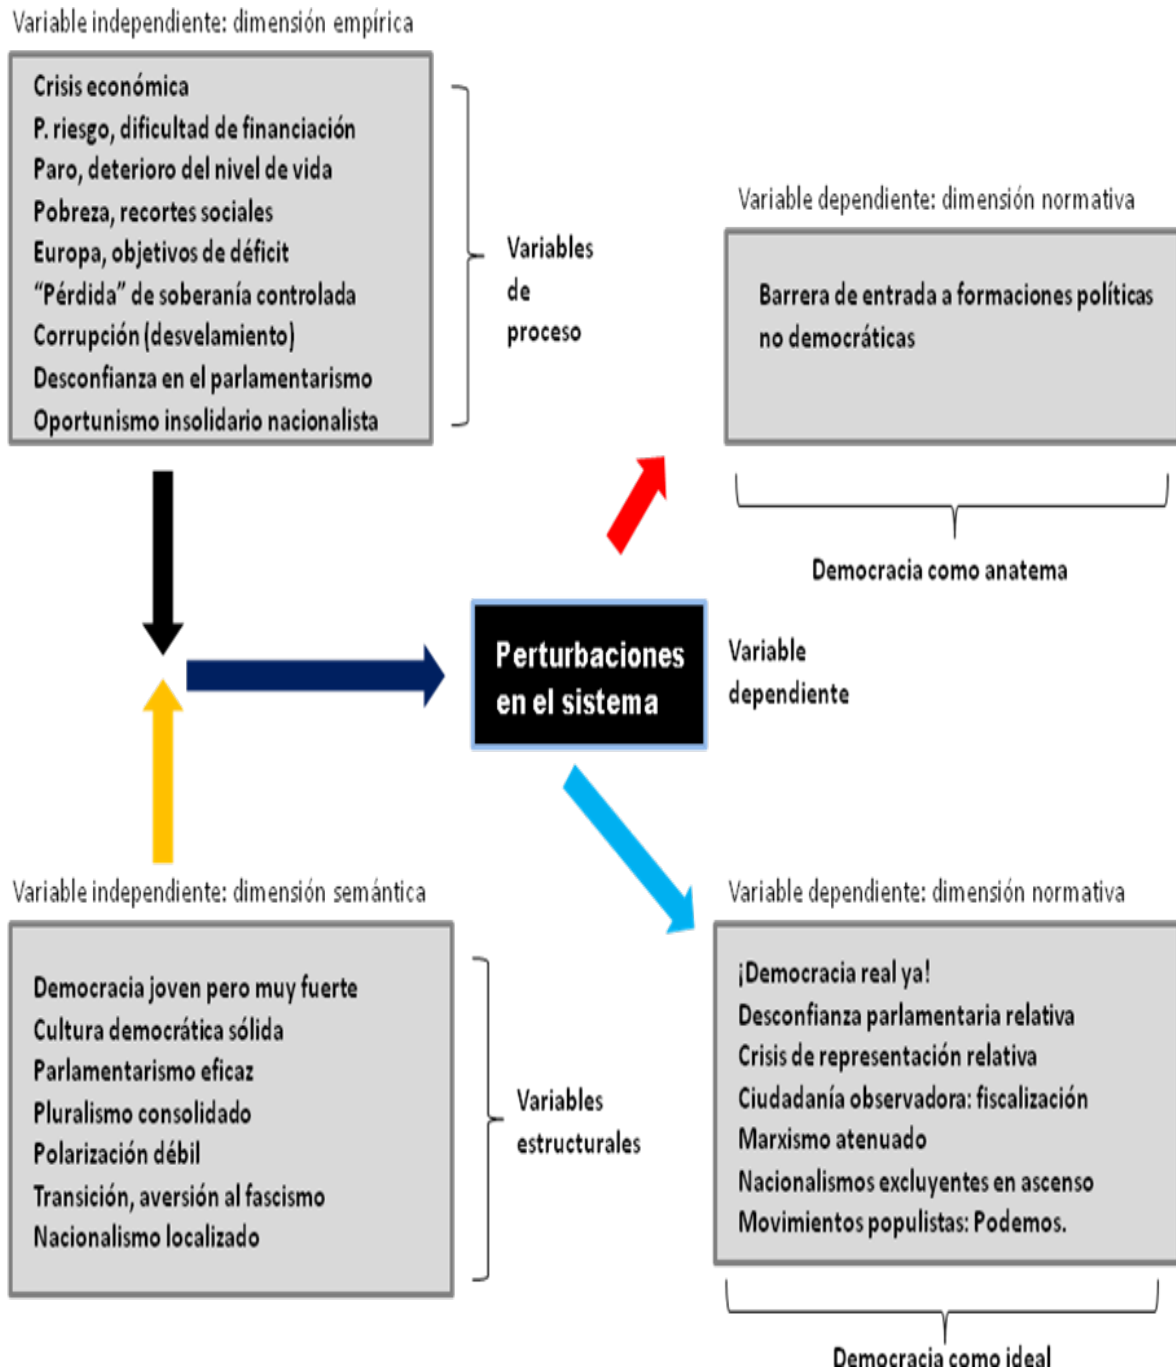 Variable independiente: dimensión empírica
Crisis económica
P. riesgo, dificultad de financiación
Paro, deterioro del nivel de vida
Pobreza, recortes sociales
Europa, objetivos de déficit
“Pérdida” de soberanía controlada
Corrupción (desvelamiento)
Desconfianza en el parlamentarismo
Oportunismo insolidario nacionalista
Variables
de
proceso
Variable dependiente: dimensión normativa
Barrera de entrada a formaciones políticas
no democráticas
Democracia como anatema
Perturbaciones
en el sistema
Variable
dependiente
Variable independiente: dimensión semántica
Democracia joven pero muy fuerte
Cultura democrática sólida
Parlamentarismo eficaz
Pluralismo consolidado
Polarización débil
Transición, aversión al fascismo
Nacionalismo localizado
Variables
estructurales
Variable dependiente: dimensión normativa
¡Democracia real ya!
Desconfianza parlamentaria relativa
Crisis de representación relativa
Ciudadanía observadora: fiscalización
Marxismo atenuado
Nacionalismos excluyentes en ascenso
Movimientos populistas: Podemos.
Democracia como ideal